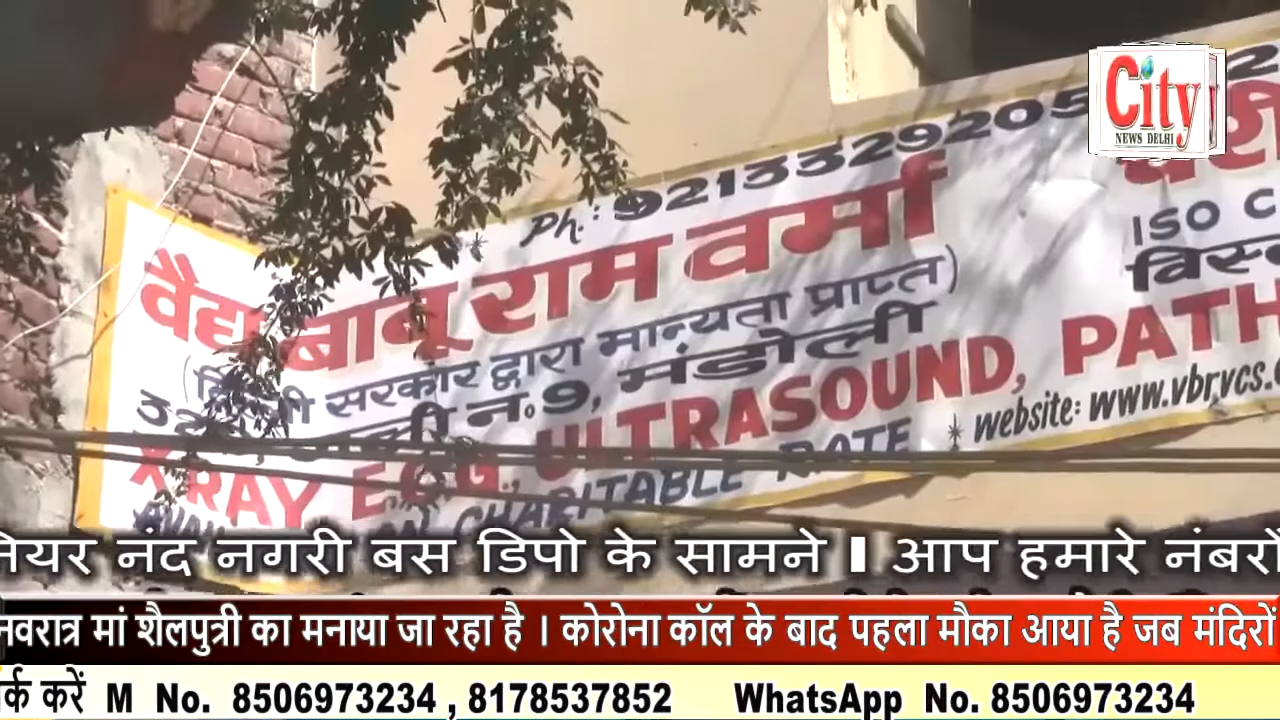 City
NEWS DELHI
Ph.: 9213329205
वैद्य बाबू राम वर्मा
सरकार द्वारा मान्यता प्राप्त)
न॰ 9, मंडोली
X RAY E.C.G. ULTRASOUND, PATH
CHARITABLE RATE
website: www.vbrvcs.
ISO C
नियर नंद नगरी बस डिपो के सामने । आप हमारे नंबरों
नवरात्र मां शैलपुत्री का मनाया जा रहा है । कोरोना कॉल के बाद पहला मौका आया है जब मंदिरों
र्क करें M No. 8506973234 , 8178537852 WhatsApp No. 8506973234